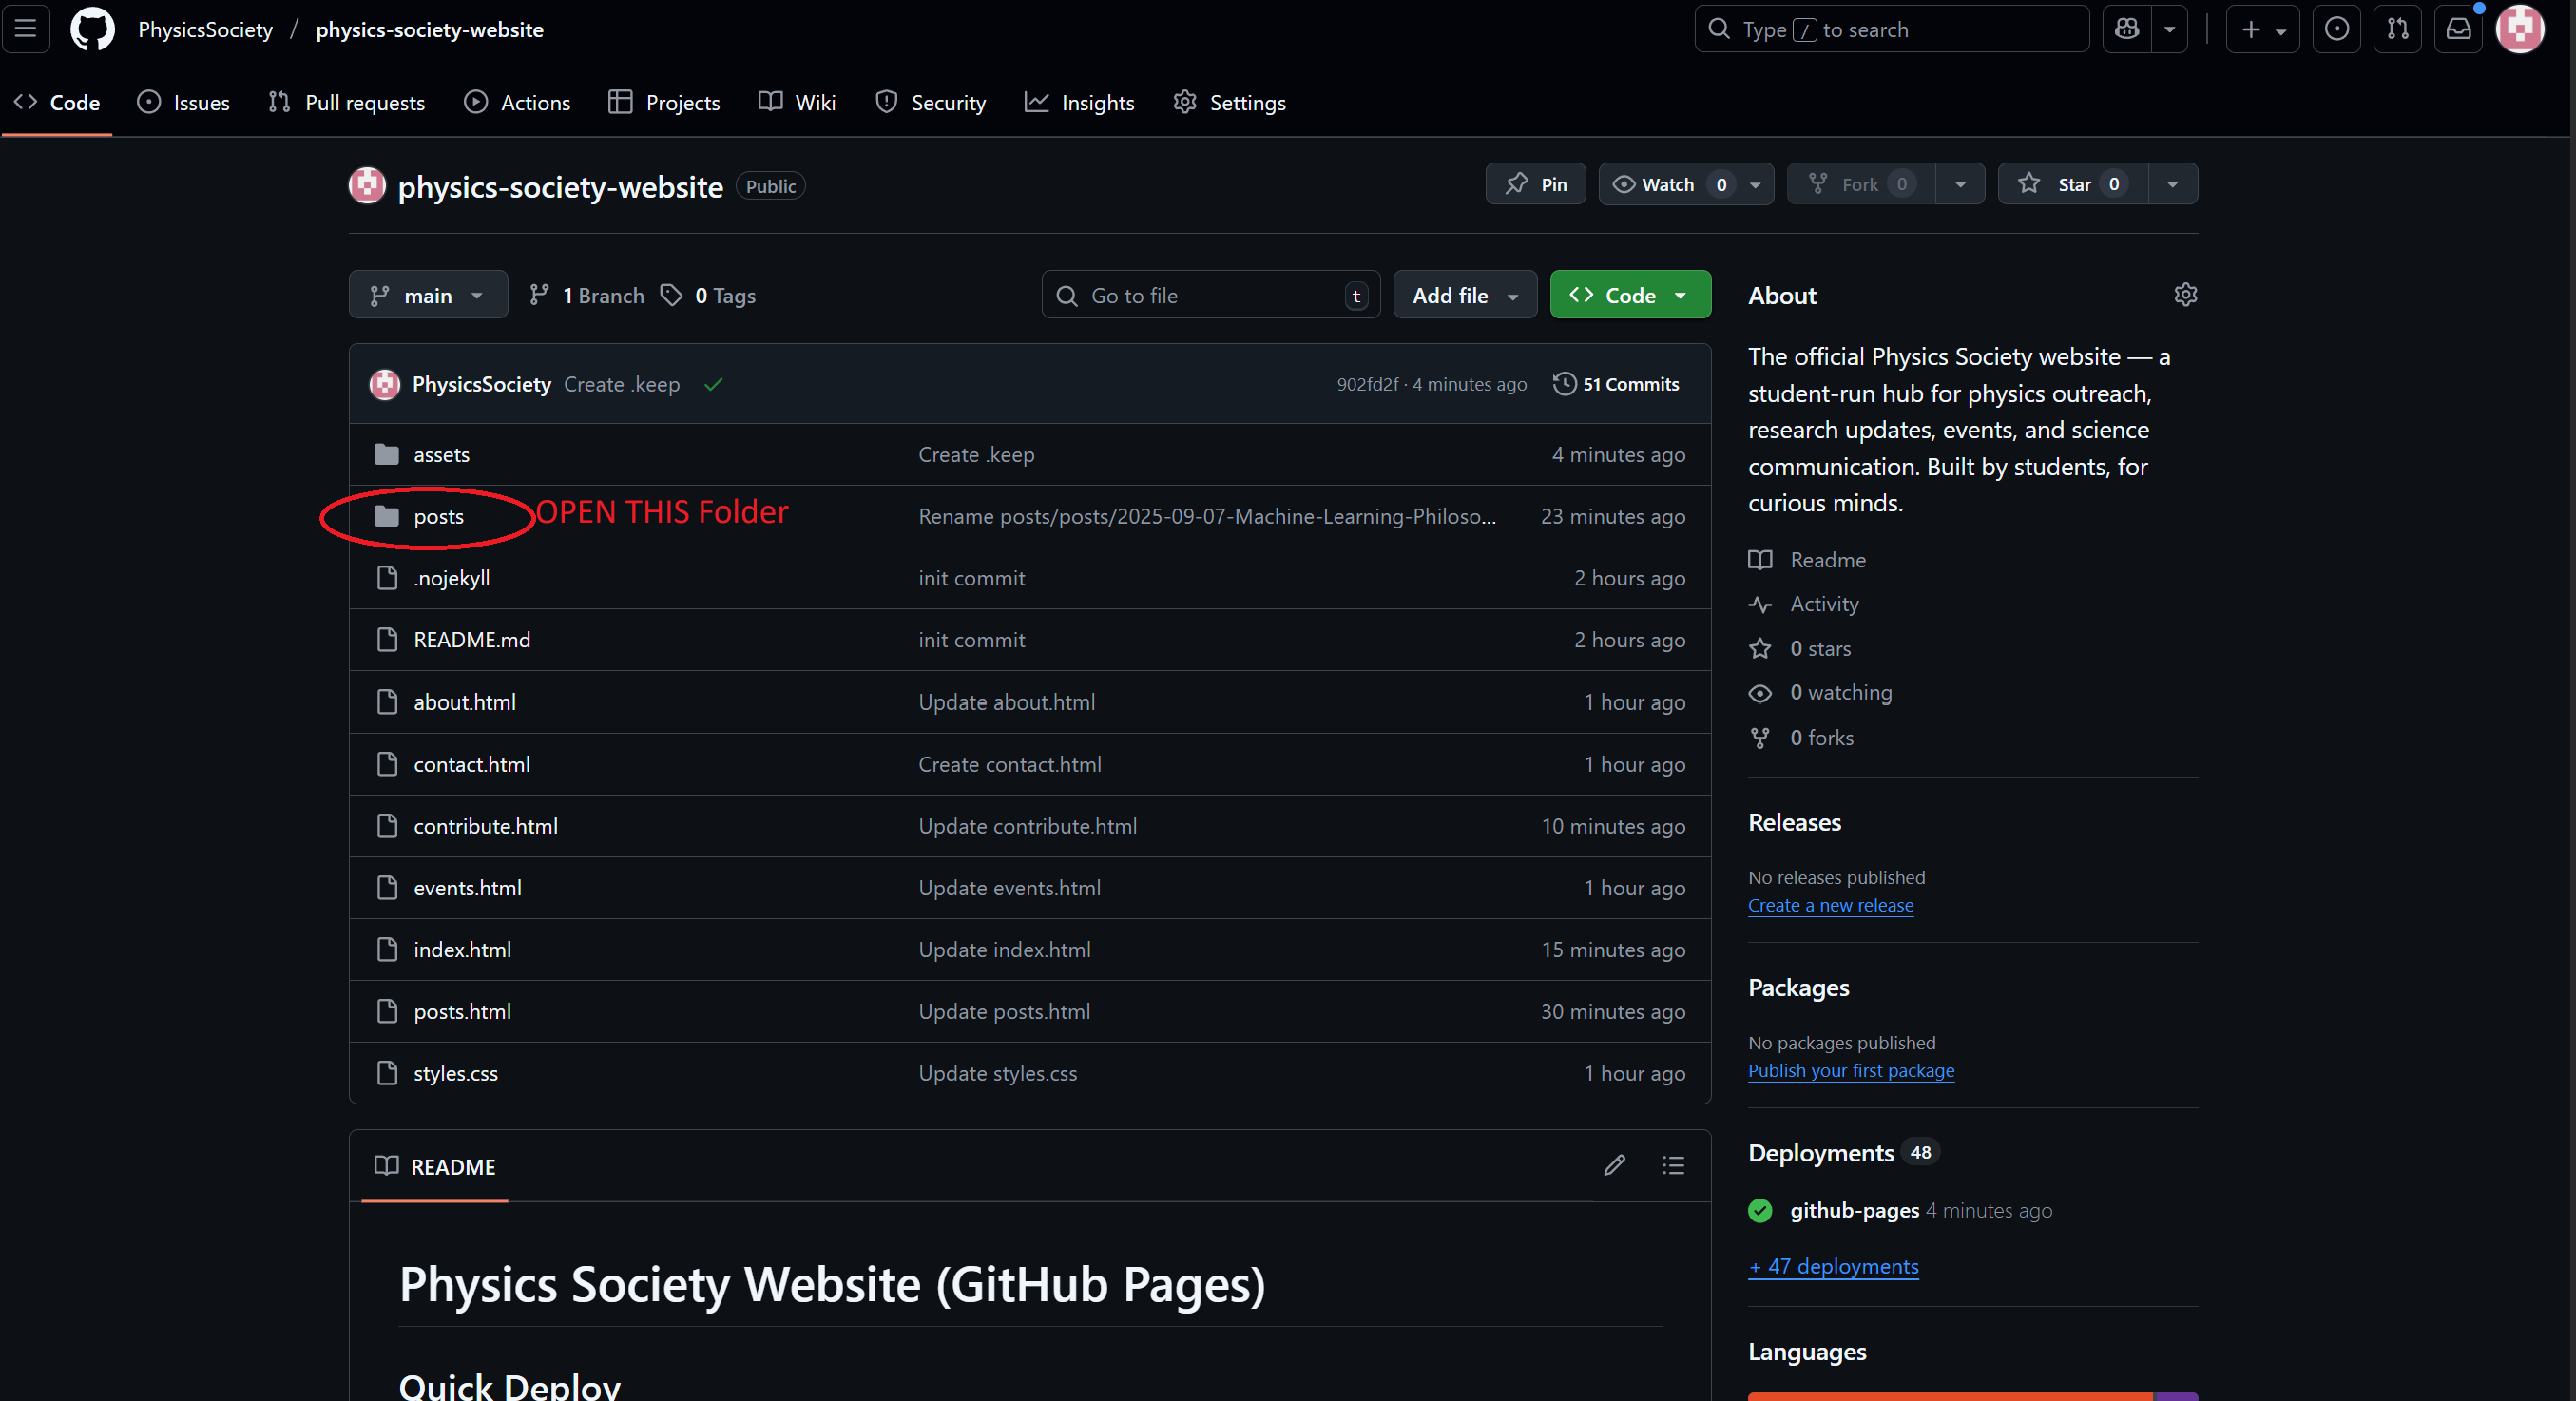 PhysicsSociety / physics-society-website
Type / to search
Code Issues Pull requests Actions Projects Wiki Security Insights Settings
physics-society-website Public
Pin Watch 0 Fork 0 Star 0
main 1 Branch 0 Tags
Go to file t Add file Code
PhysicsSociety Create .keep 902fd2f · 4 minutes ago 51 Commits
assets Create .keep 4 minutes ago
posts OPEN THIS Folder Rename posts/posts/2025-09-07-Machine-Learning-Philoso... 23 minutes ago
.nojekyll init commit 2 hours ago
README.md init commit 2 hours ago
about.html Update about.html 1 hour ago
contact.html Create contact.html 1 hour ago
contribute.html Update contribute.html 10 minutes ago
events.html Update events.html 1 hour ago
index.html Update index.html 15 minutes ago
posts.html Update posts.html 30 minutes ago
styles.css Update styles.css 1 hour ago
README
Physics Society Website (GitHub Pages)
Quick Deploy
About
The official Physics Society website — a
student-run hub for physics outreach,
research updates, events, and science
communication. Built by students, for
curious minds.
Readme
Activity
0 stars
0 watching
0 forks
Releases
No releases published
Create a new release
Packages
No packages published
Publish your first package
Deployments 48
github-pages 4 minutes ago
+ 47 deployments
Languages